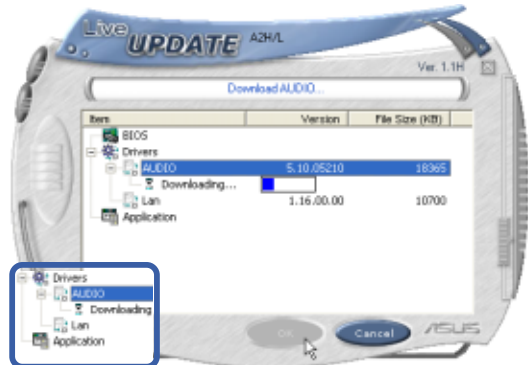 Live
UPDATE A2H/L
Ver. 1.1H
Download AUDIO...
Item Version File Size (KB)
BIOS
Drivers
AUDIO 5.10.05210 18365
Downloading...
Lan 1.16.00.00 10700
Application
Drivers
AUDIO
Downloading
Lan
Application
OK Cancel ASUS